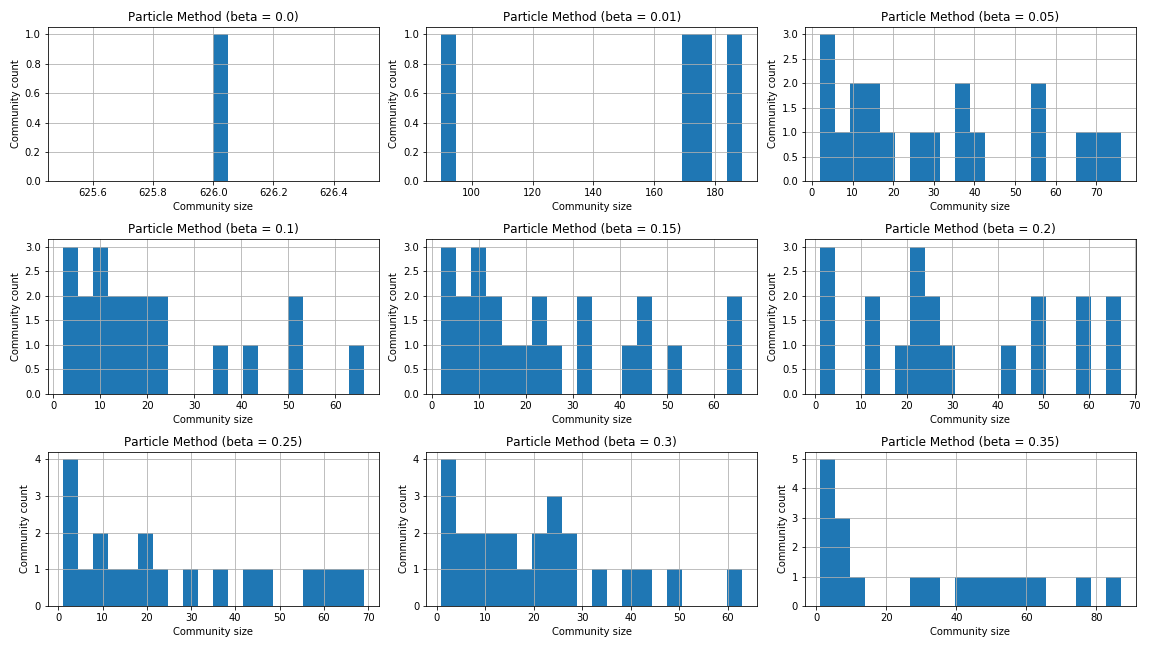 Particle Method (beta = 0.0)
Community count
1.0
0.8
0.6
0.4
0.2
0.0
625.6 625.8 626.0 626.2 626.4
Community size
Particle Method (beta = 0.01)
Community count
1.0
0.8
0.6
0.4
0.2
0.0
100 120 140 160 180
Community size
Particle Method (beta = 0.05)
Community count
3.0
2.5
2.0
1.5
1.0
0.5
0.0
0 10 20 30 40 50 60 70
Community size
Particle Method (beta = 0.1)
Community count
3.0
2.5
2.0
1.5
1.0
0.5
0.0
0 10 20 30 40 50 60
Community size
Particle Method (beta = 0.15)
Community count
3.0
2.5
2.0
1.5
1.0
0.5
0.0
0 10 20 30 40 50 60
Community size
Particle Method (beta = 0.2)
Community count
3.0
2.5
2.0
1.5
1.0
0.5
0.0
0 10 20 30 40 50 60 70
Community size
Particle Method (beta = 0.25)
Community count
4
3
2
1
0
0 10 20 30 40 50 60 70
Community size
Particle Method (beta = 0.3)
Community count
4
3
2
1
0
0 10 20 30 40 50 60
Community size
Particle Method (beta = 0.35)
Community count
5
4
3
2
1
0
0 20 40 60 80
Community size